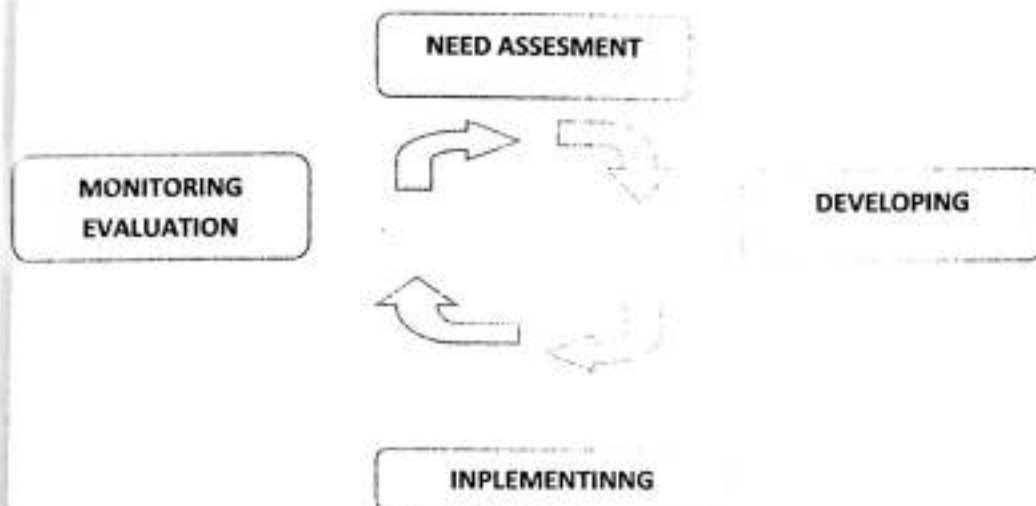 NEED ASSESMENT
MONITORING
EVALUATION
DEVELOPING
INPLEMENTINNG